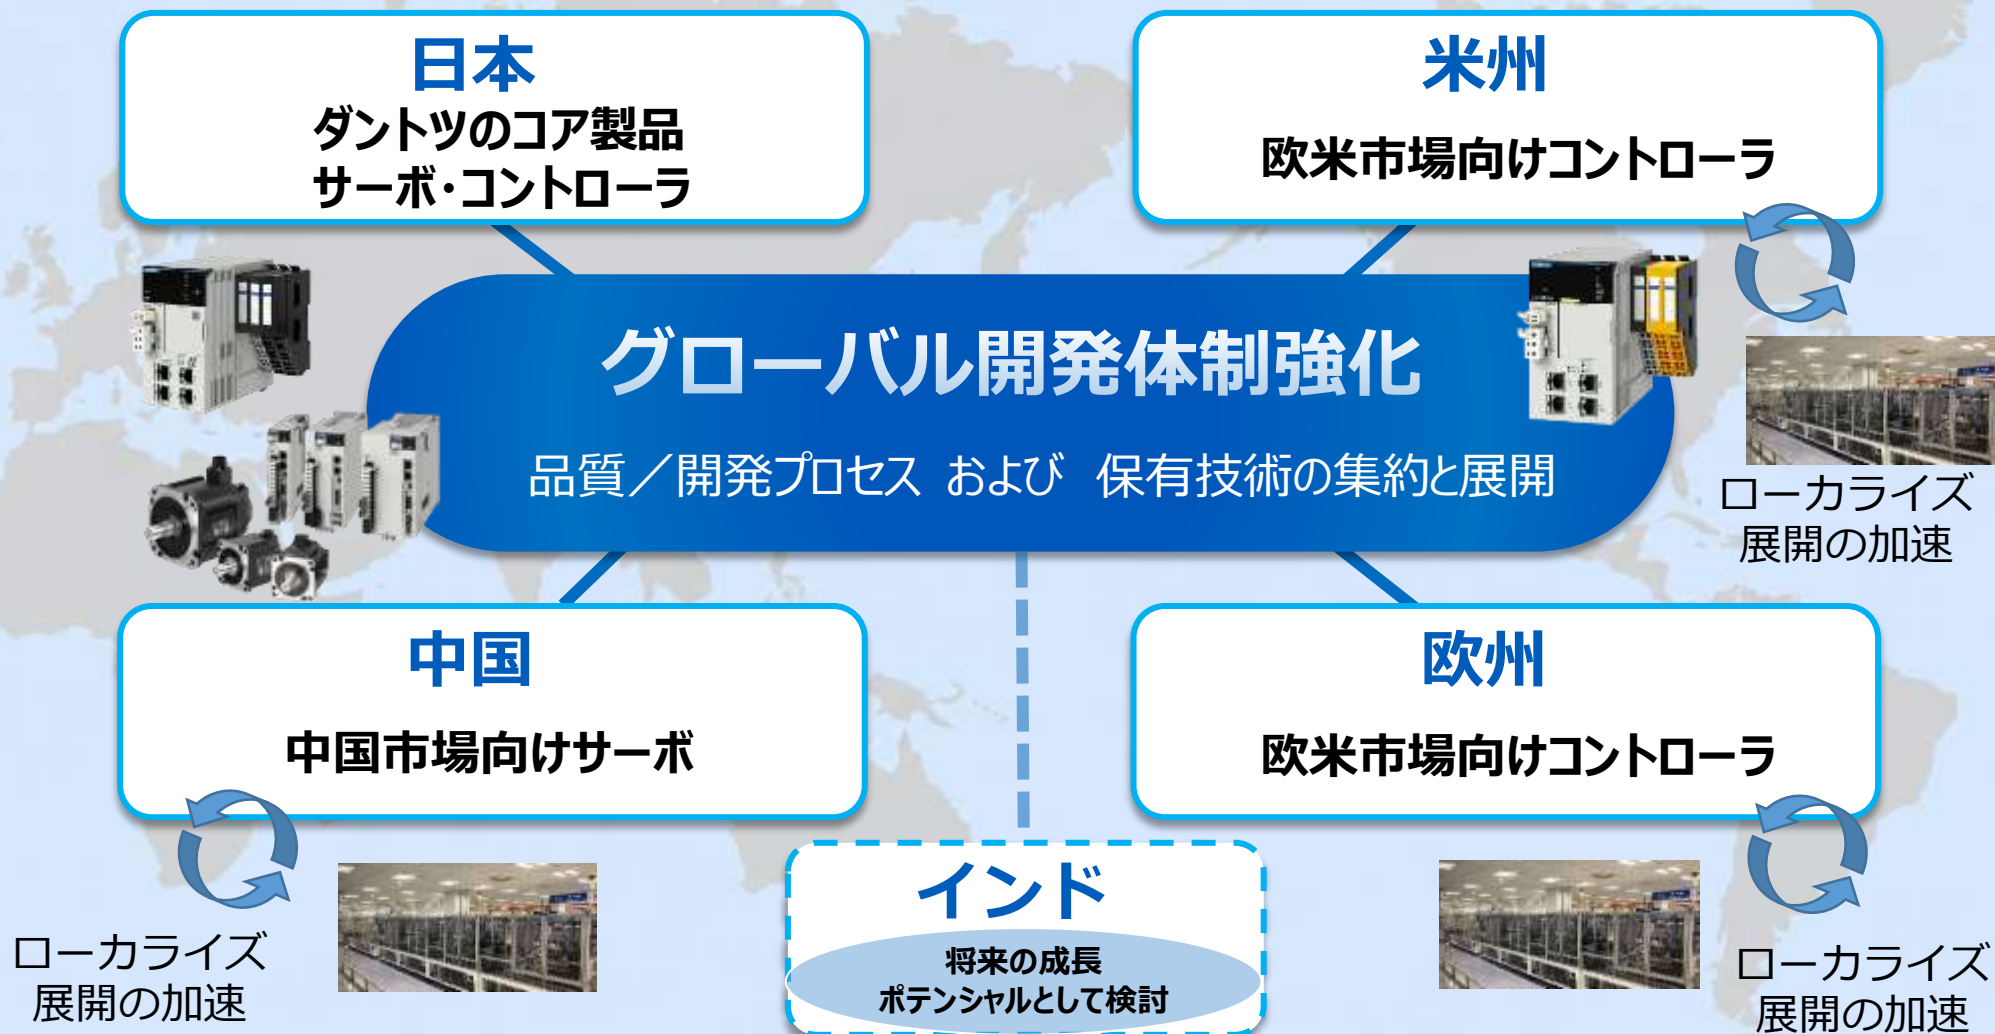 日本
ダントツのコア製品
サーボ・コントローラ
米州
欧米市場向けコントローラ
グローバル開発体制強化
品質／開発プロセス および 保有技術の集約と展開
ローカライズ
展開の加速
中国
中国市場向けサーボ
欧州
欧米市場向けコントローラ
インド
将来の成長
ポテンシャルとして検討
ローカライズ
展開の加速
ローカライズ
展開の加速